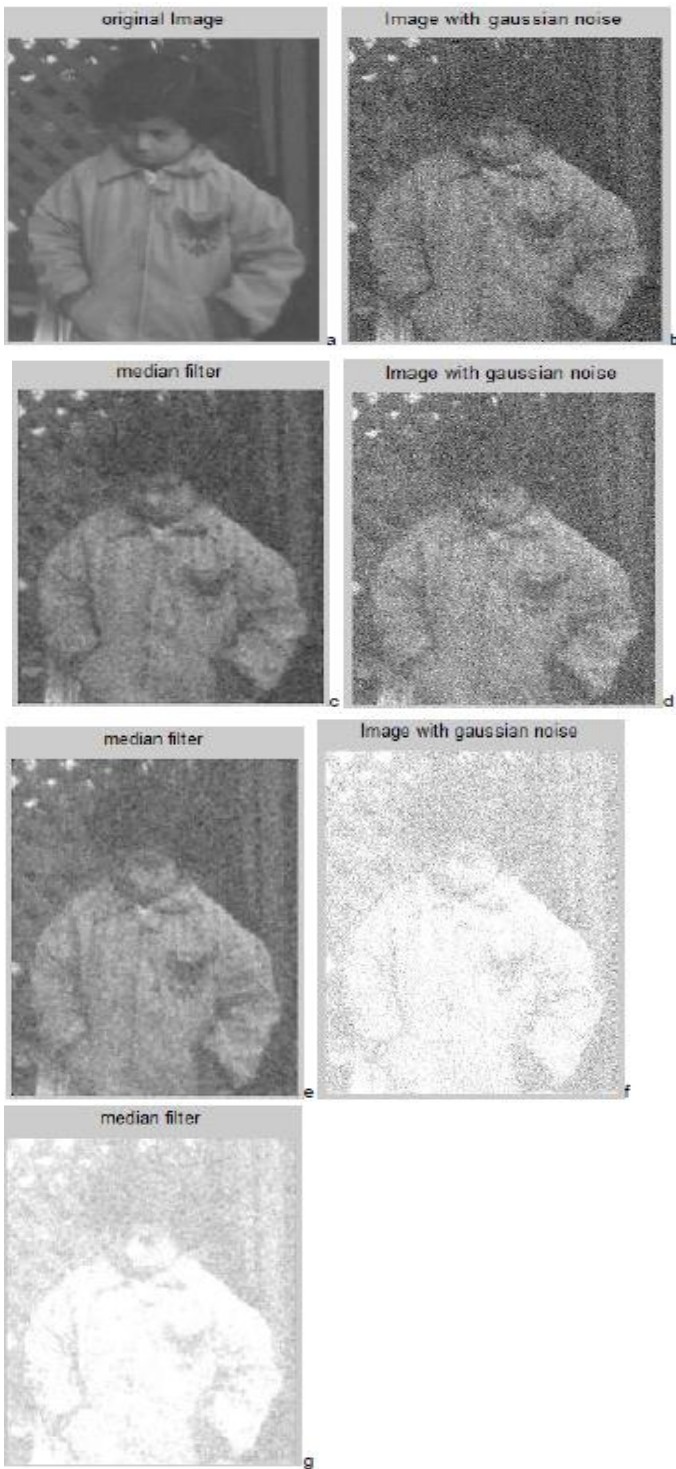 original Image
Image with gaussian noise
a
b
median filter
Image with gaussian noise
c
d
median filter
Image with gaussian noise
e
f
median filter
g